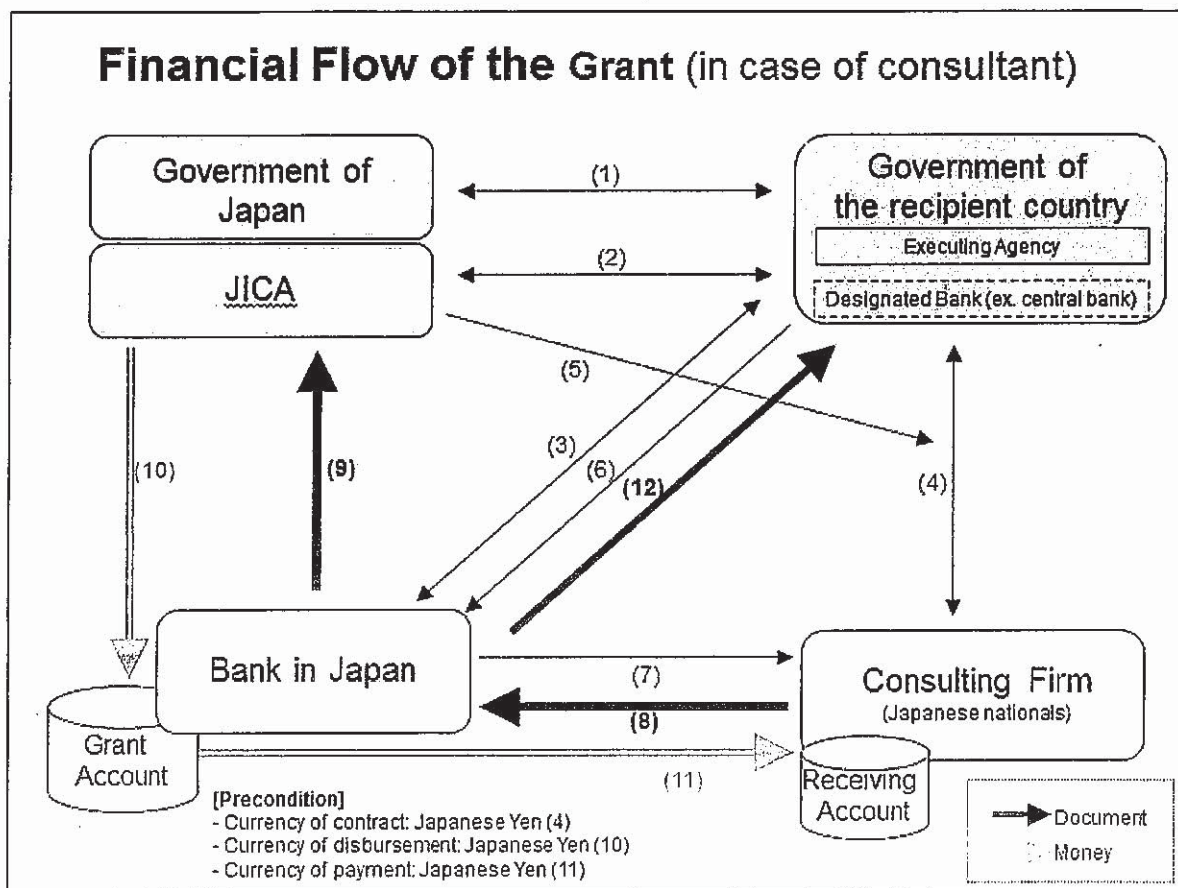 Financial Flow of the Grant (in case of consultant)
Government of
Japan
JICA
Government of
the recipient country
Executing Agency
Designated Bank (ex. central bank)
(1)
(2)
(5)
(3)
(6)
(12)
(4)
(10)
(9)
Bank in Japan
(7)
(8)
Consulting Firm
(Japanese nationals)
Grant
Account
(11)
Receiving
Account
[Precondition]
- Currency of contract: Japanese Yen (4)
- Currency of disbursement: Japanese Yen (10)
- Currency of payment: Japanese Yen (11)
Document
Money